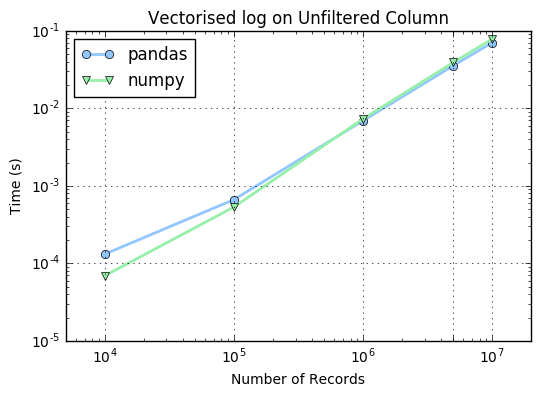 Vectorised log on Unfiltered Column
pandas
numpy
Time (s)
10^-1
10^-2
10^-3
10^-4
10^-5
10^4 10^5 10^6 10^7
Number of Records